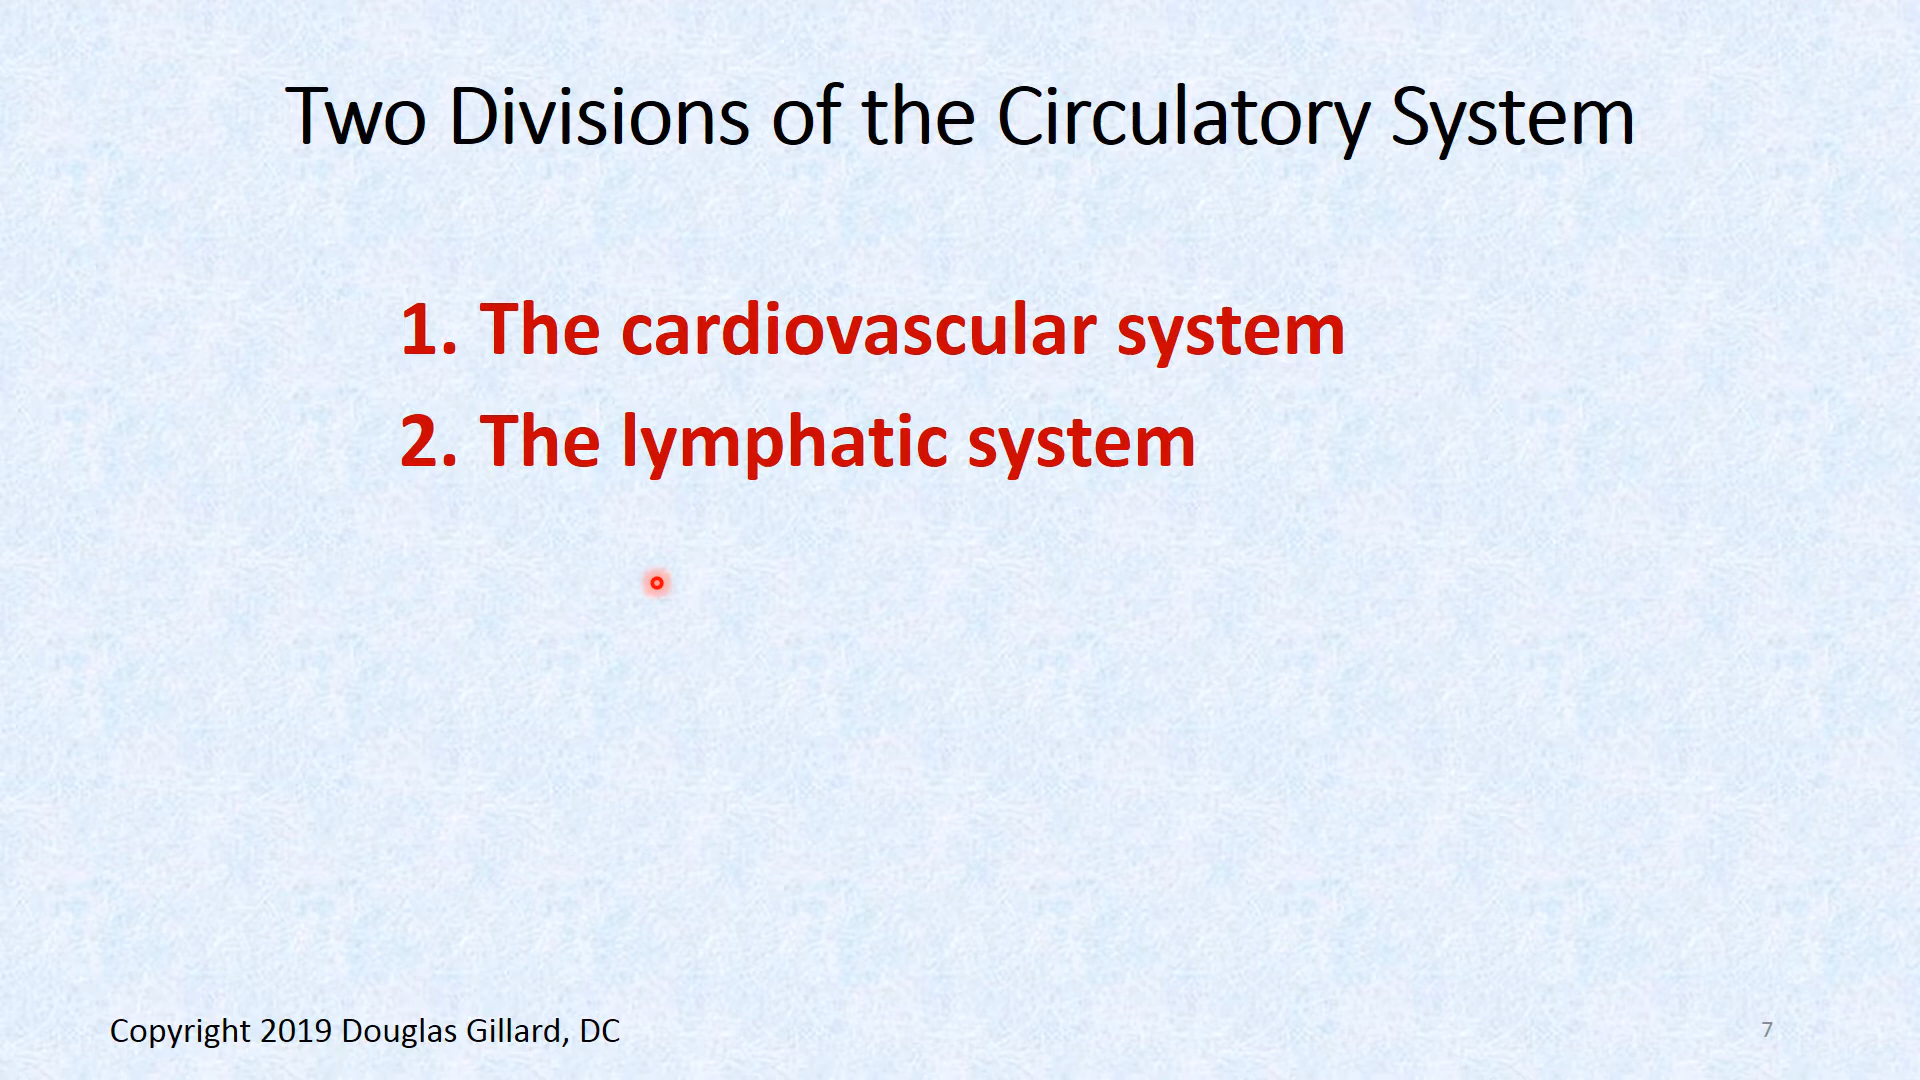 Two Divisions of the Circulatory System
1. The cardiovascular system
2. The lymphatic system
Copyright 2019 Douglas Gillard, DC
7